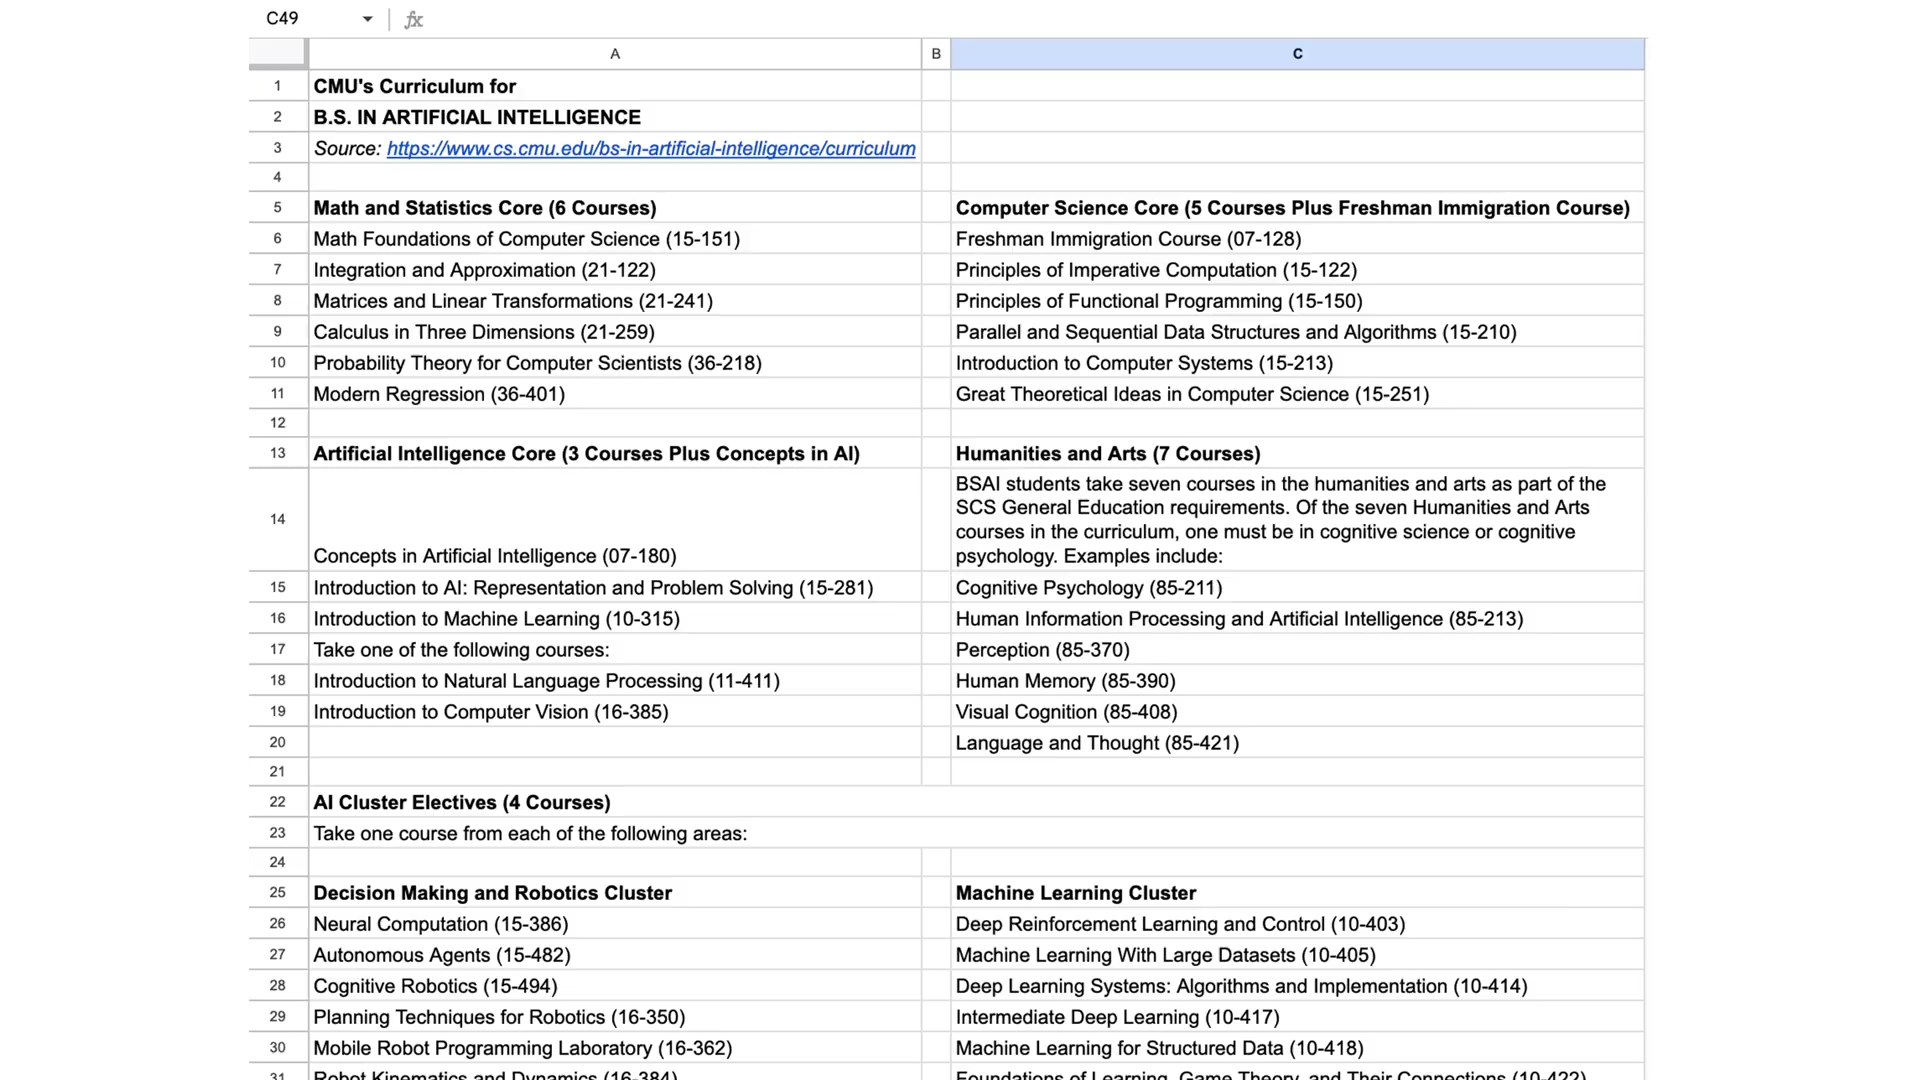 C49
fx
A B C
1 CMU's Curriculum for
2 B.S. IN ARTIFICIAL INTELLIGENCE
3 Source: https://www.cs.cmu.edu/bs-in-artificial-intelligence/curriculum
4
5 Math and Statistics Core (6 Courses) Computer Science Core (5 Courses Plus Freshman Immigration Course)
6 Math Foundations of Computer Science (15-151) Freshman Immigration Course (07-128)
7 Integration and Approximation (21-122) Principles of Imperative Computation (15-122)
8 Matrices and Linear Transformations (21-241) Principles of Functional Programming (15-150)
9 Calculus in Three Dimensions (21-259) Parallel and Sequential Data Structures and Algorithms (15-210)
10 Probability Theory for Computer Scientists (36-218) Introduction to Computer Systems (15-213)
11 Modern Regression (36-401) Great Theoretical Ideas in Computer Science (15-251)
12
13 Artificial Intelligence Core (3 Courses Plus Concepts in AI) Humanities and Arts (7 Courses)
BSAI students take seven courses in the humanities and arts as part of the
SCS General Education requirements. Of the seven Humanities and Arts
14 courses in the curriculum, one must be in cognitive science or cognitive
Concepts in Artificial Intelligence (07-180) psychology. Examples include:
15 Introduction to AI: Representation and Problem Solving (15-281) Cognitive Psychology (85-211)
16 Introduction to Machine Learning (10-315) Human Information Processing and Artificial Intelligence (85-213)
17 Take one of the following courses: Perception (85-370)
18 Introduction to Natural Language Processing (11-411) Human Memory (85-390)
19 Introduction to Computer Vision (16-385) Visual Cognition (85-408)
20 Language and Thought (85-421)
21
22 AI Cluster Electives (4 Courses)
23 Take one course from each of the following areas:
24
25 Decision Making and Robotics Cluster Machine Learning Cluster
26 Neural Computation (15-386) Deep Reinforcement Learning and Control (10-403)
27 Autonomous Agents (15-482) Machine Learning With Large Datasets (10-405)
28 Cognitive Robotics (15-494) Deep Learning Systems: Algorithms and Implementation (10-414)
29 Planning Techniques for Robotics (16-350) Intermediate Deep Learning (10-417)
30 Mobile Robot Programming Laboratory (16-362) Machine Learning for Structured Data (10-418)
31 Robot Kinematics and Dynamics (16-384) Foundations of Learning, Game Theory, and Their Connections (10-422)